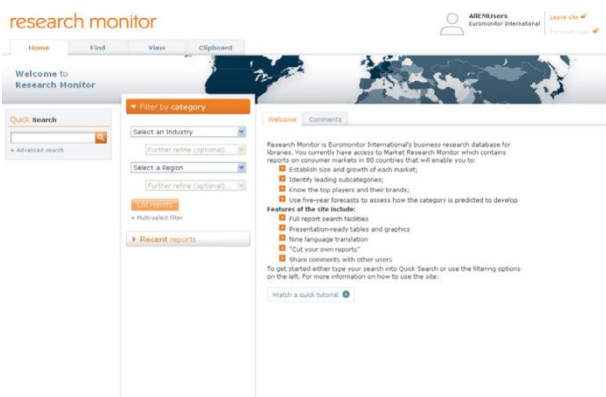 research monitor
AllEMUsers
Euromonitor International
Leave site
Personal Login
Home
Find
View
Clipboard
Welcome to
Research Monitor
Quick Search
+ Advanced search
Filter by category
Select an Industry
Further refine (optional)...
Select a Region
Further refine (optional)...
List reports
+ Multi-select filter
Recent reports
Welcome
Comments
Research Monitor is Euromonitor International's business research database for
libraries. You currently have access to Market Research Monitor which contains
reports on consumer markets in 80 countries that will enable you to:
Establish size and growth of each market;
Identify leading subcategories;
Know the top players and their brands;
Use five-year forecasts to assess how the category is predicted to develop
Features of the site include:
Full report search facilities
Presentation-ready tables and graphics
Nine language translation
"Cut your own reports"
Share comments with other users
To get started either type your search into Quick Search or use the filtering options
on the left. For more information on how to use the site:
Watch a quick tutorial